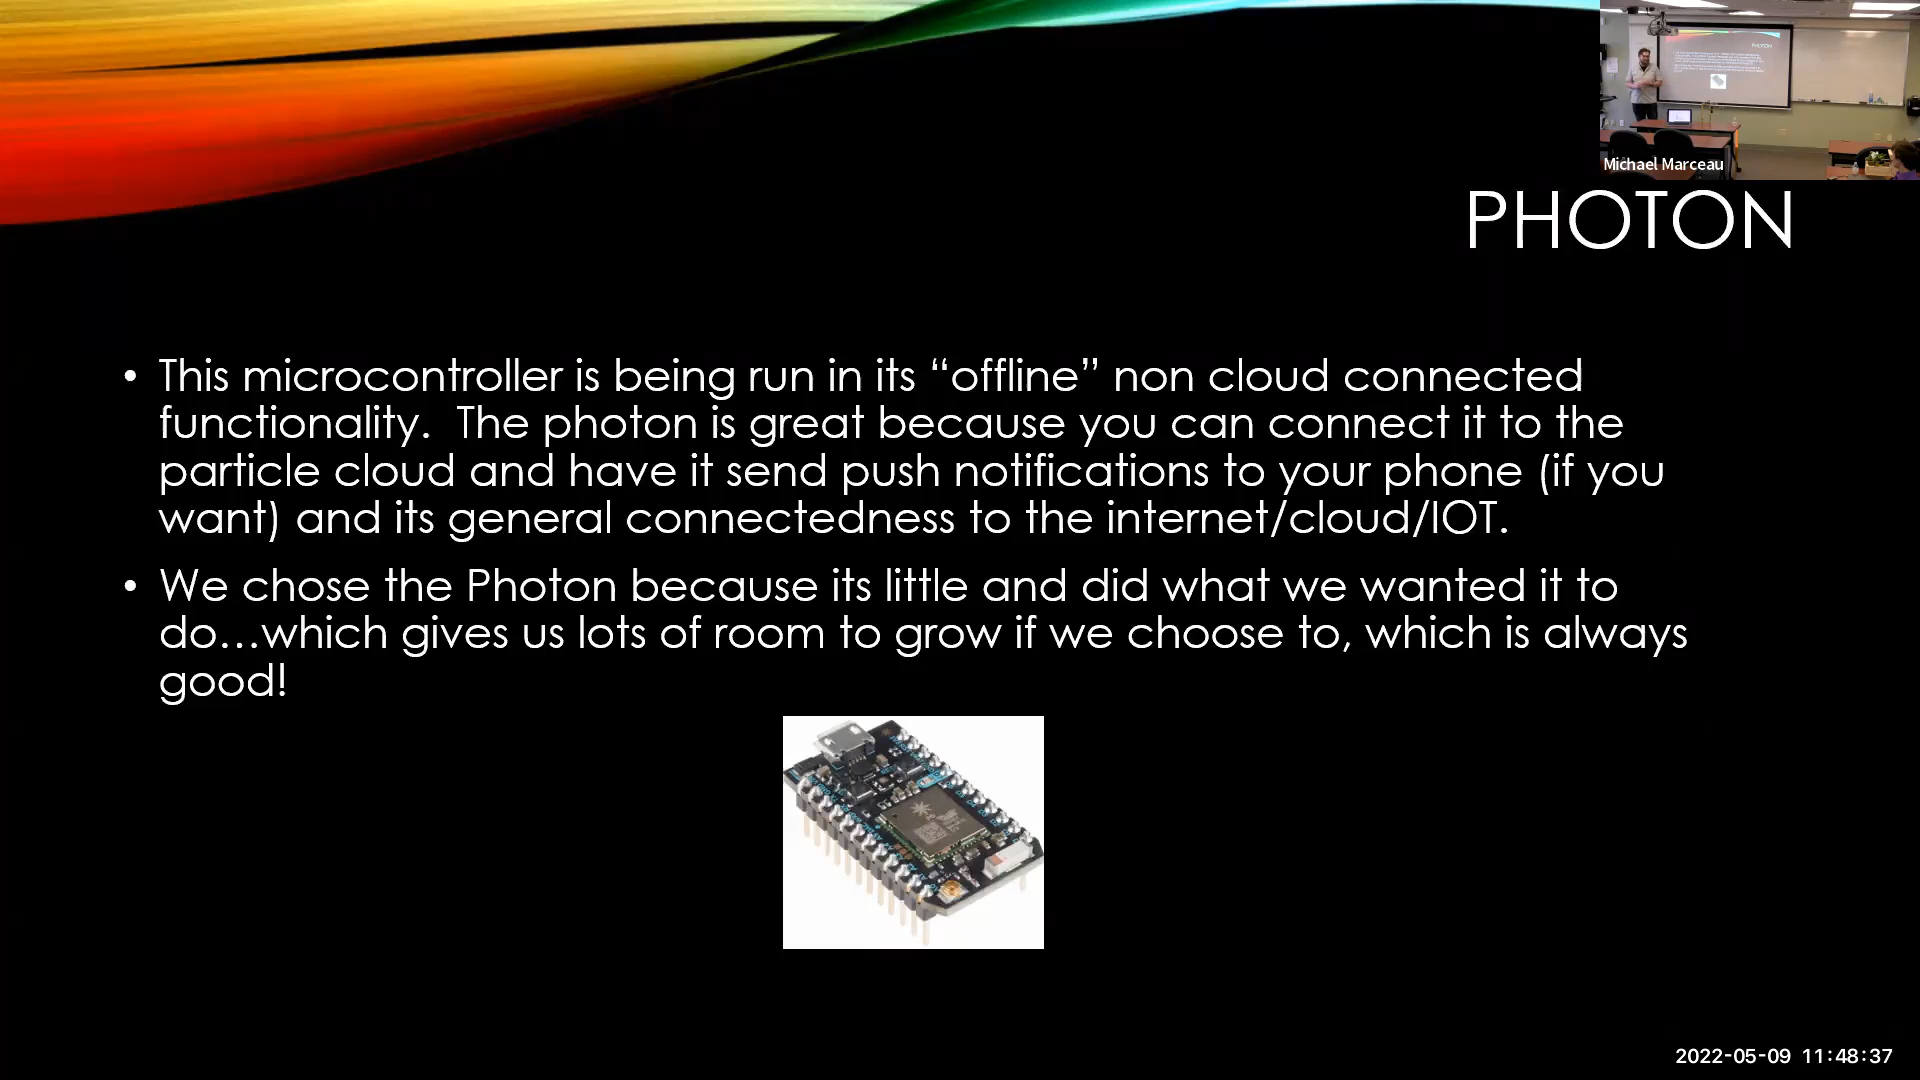 Michael Marceau
PHOTON
• This microcontroller is being run in its “offline” non cloud connected
functionality.  The photon is great because you can connect it to the
particle cloud and have it send push notifications to your phone (if you
want) and its general connectedness to the internet/cloud/IOT.
• We chose the Photon because its little and did what we wanted it to
do…which gives us lots of room to grow if we choose to, which is always
good!
2022-05-09 11:48:37